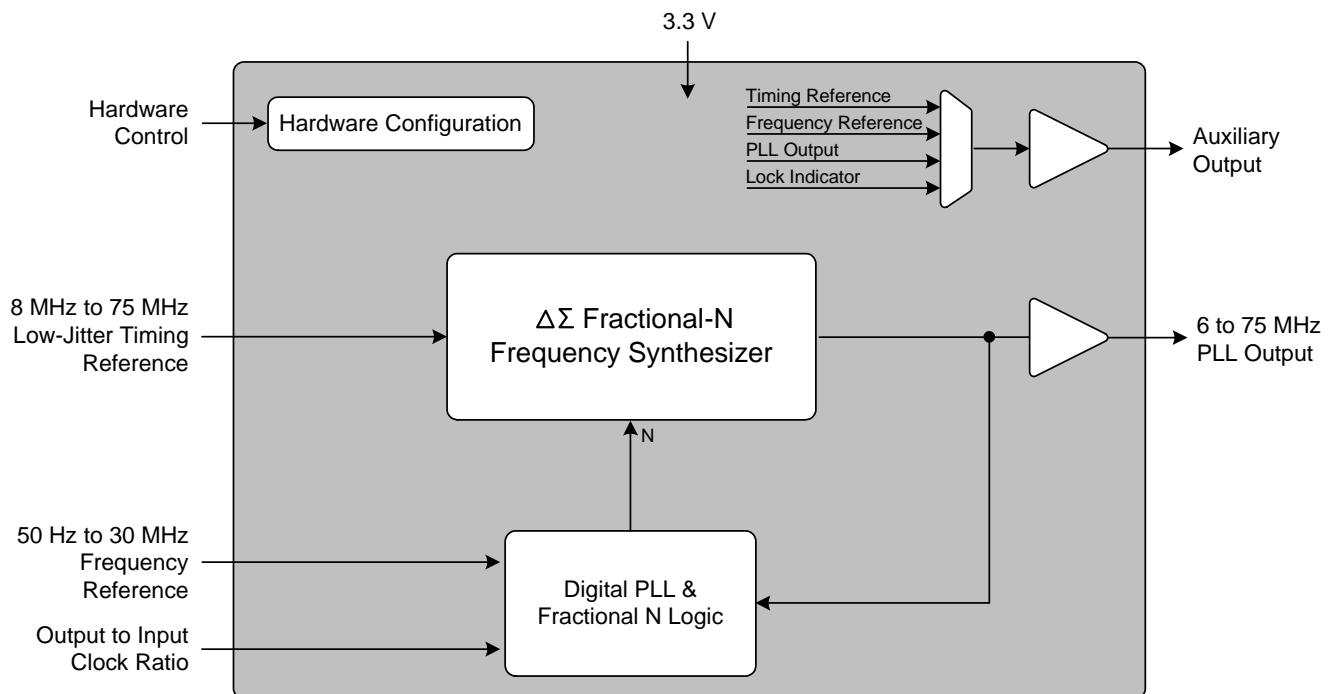 3.3 V
Hardware
Control
Hardware Configuration
Timing Reference
Frequency Reference
PLL Output
Lock Indicator
Auxiliary
Output
8 MHz to 75 MHz
Low-Jitter Timing
Reference
ΔΣ Fractional-N
Frequency Synthesizer
6 to 75 MHz
PLL Output
N
50 Hz to 30 MHz
Frequency
Reference
Digital PLL &
Fractional N Logic
Output to Input
Clock Ratio